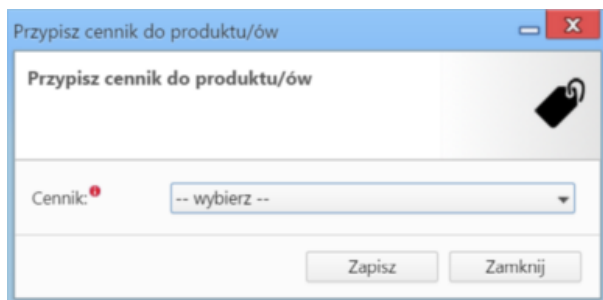 Przypisz cennik do produktu/ów
Przypisz cennik do produktu/ów
Cennik:
-- wybierz --
Zapisz Zamknij